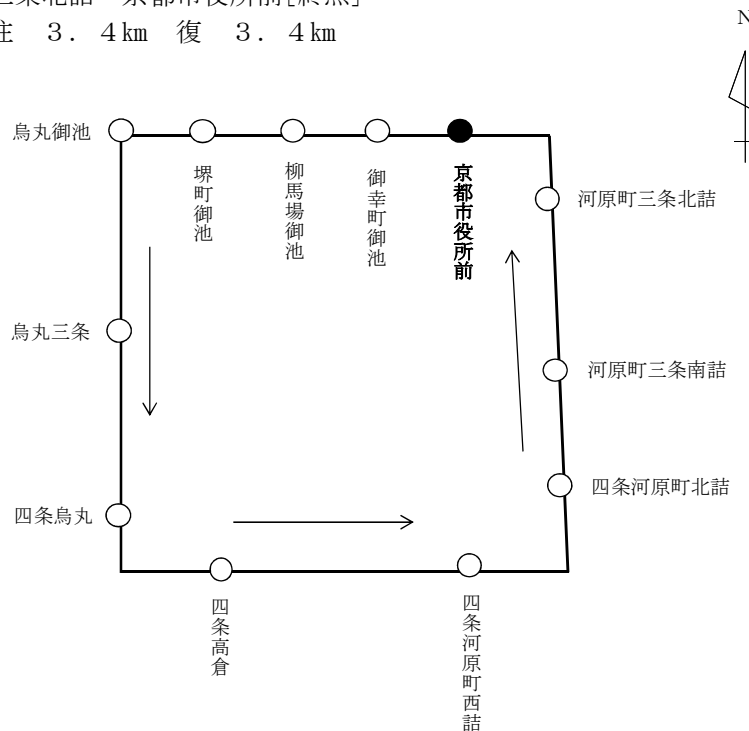 三条北詰 京都市役所前[終点]
往 3．4km 復 3．4km
N
烏丸御池
堺町御池
柳馬場御池
御幸町御池
京都市役所前
河原町三条北詰
烏丸三条
河原町三条南詰
四条河原町北詰
四条烏丸
四条高倉
四条河原町西詰